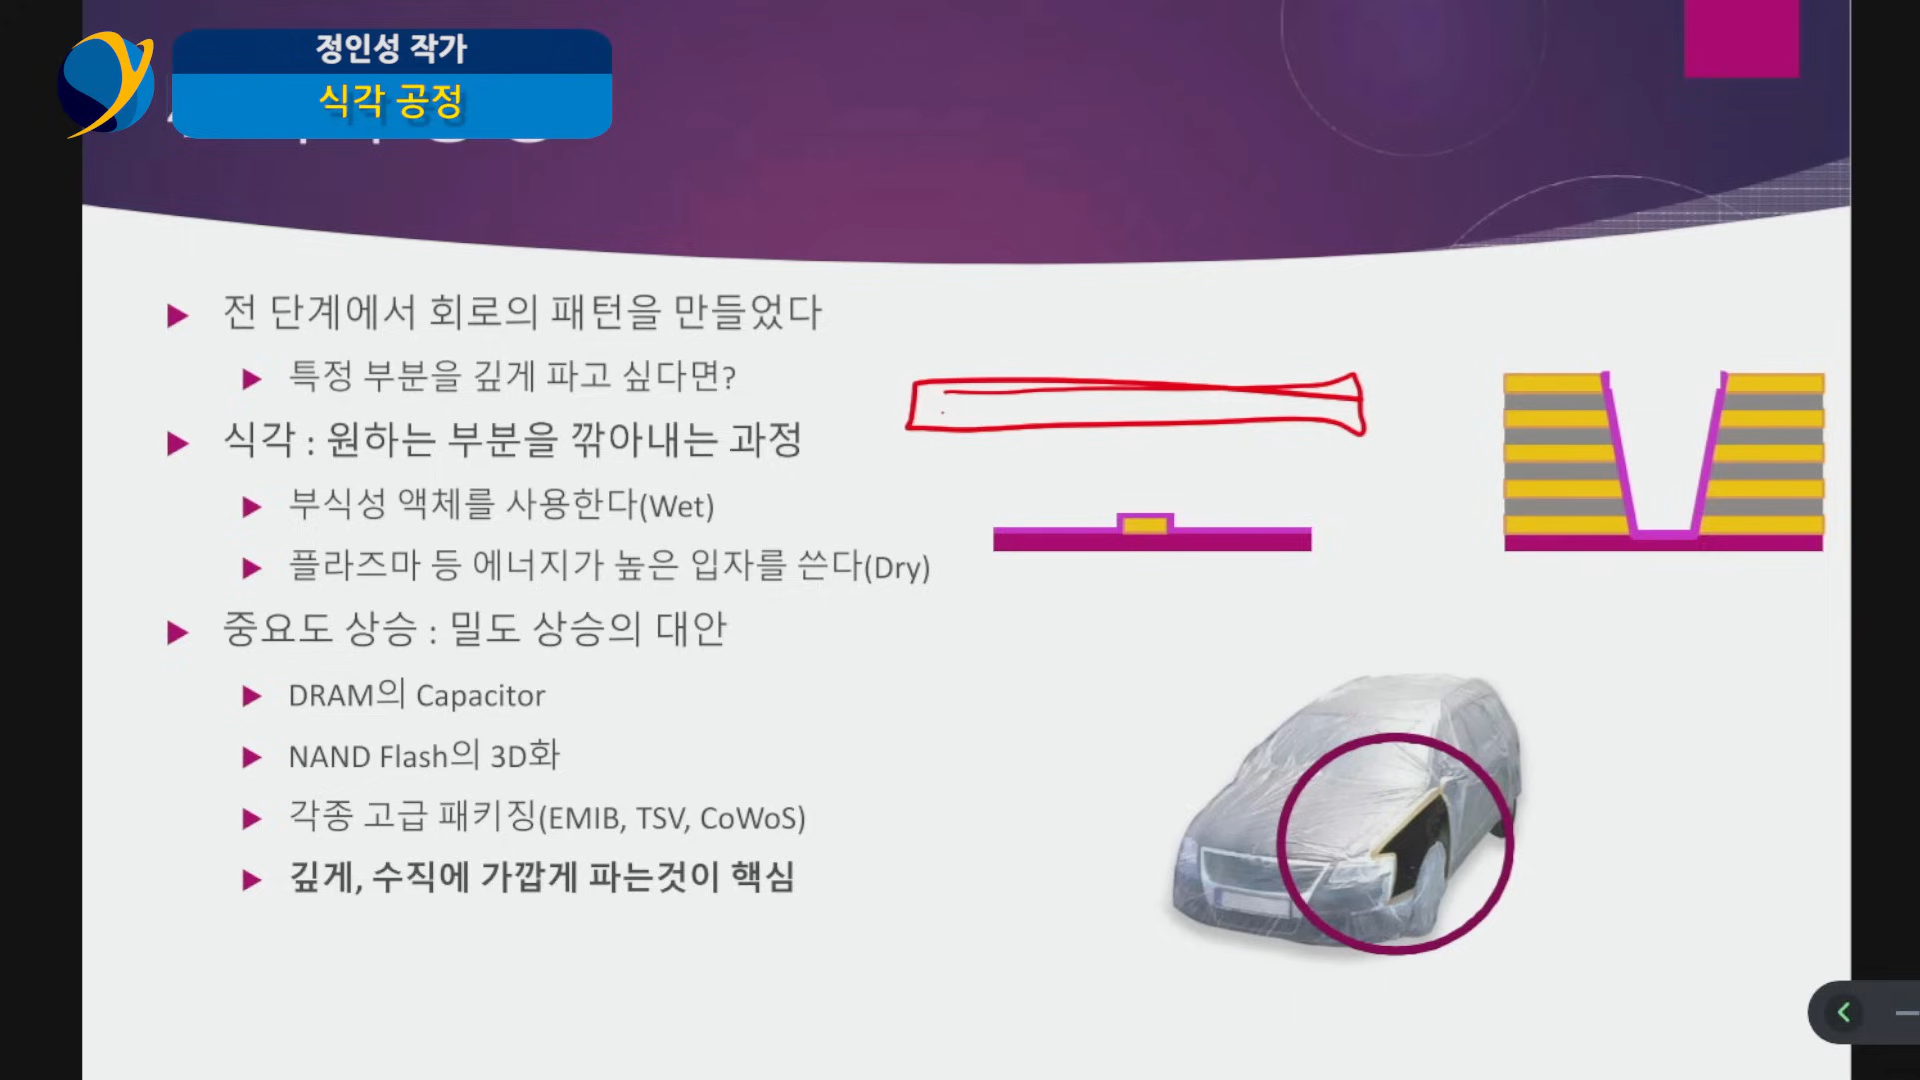 정인성 작가
식각 공정
전 단계에서 회로의 패턴을 만들었다
특정 부분을 깊게 파고 싶다면?
식각 : 원하는 부분을 깎아내는 과정
부식성 액체를 사용한다(Wet)
플라즈마 등 에너지가 높은 입자를 쓴다(Dry)
중요도 상승 : 밀도 상승의 대안
DRAM의 Capacitor
NAND Flash의 3D화
각종 고급 패키징(EMIB, TSV, CoWoS)
깊게, 수직에 가깝게 파는것이 핵심